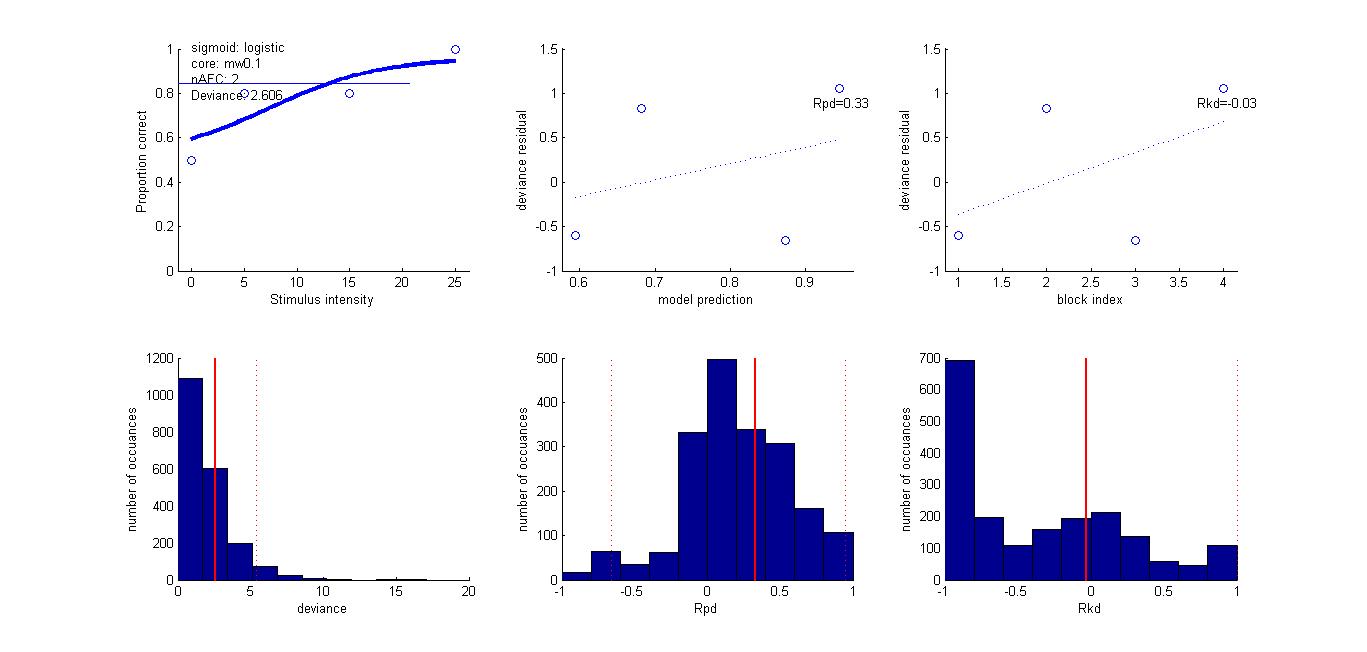 sigmoid: logistic
core: mw0.1
nAFC: 2
Deviance: 2.606
Proportion correct
1
0.8
0.6
0.4
0.2
0
0 5 10 15 20 25
Stimulus intensity
deviance residual
1.5
1
0.5
0
-0.5
-1
Rpd=0.33
0.6 0.7 0.8 0.9
model prediction
deviance residual
1.5
1
0.5
0
-0.5
-1
Rkd=-0.03
1 1.5 2 2.5 3 3.5 4
block index
number of occuances
1200
1000
800
600
400
200
0
0 5 10 15 20
deviance
number of occuances
500
400
300
200
100
0
-1 -0.5 0 0.5 1
Rpd
number of occuances
700
600
500
400
300
200
100
0
-1 -0.5 0 0.5 1
Rkd